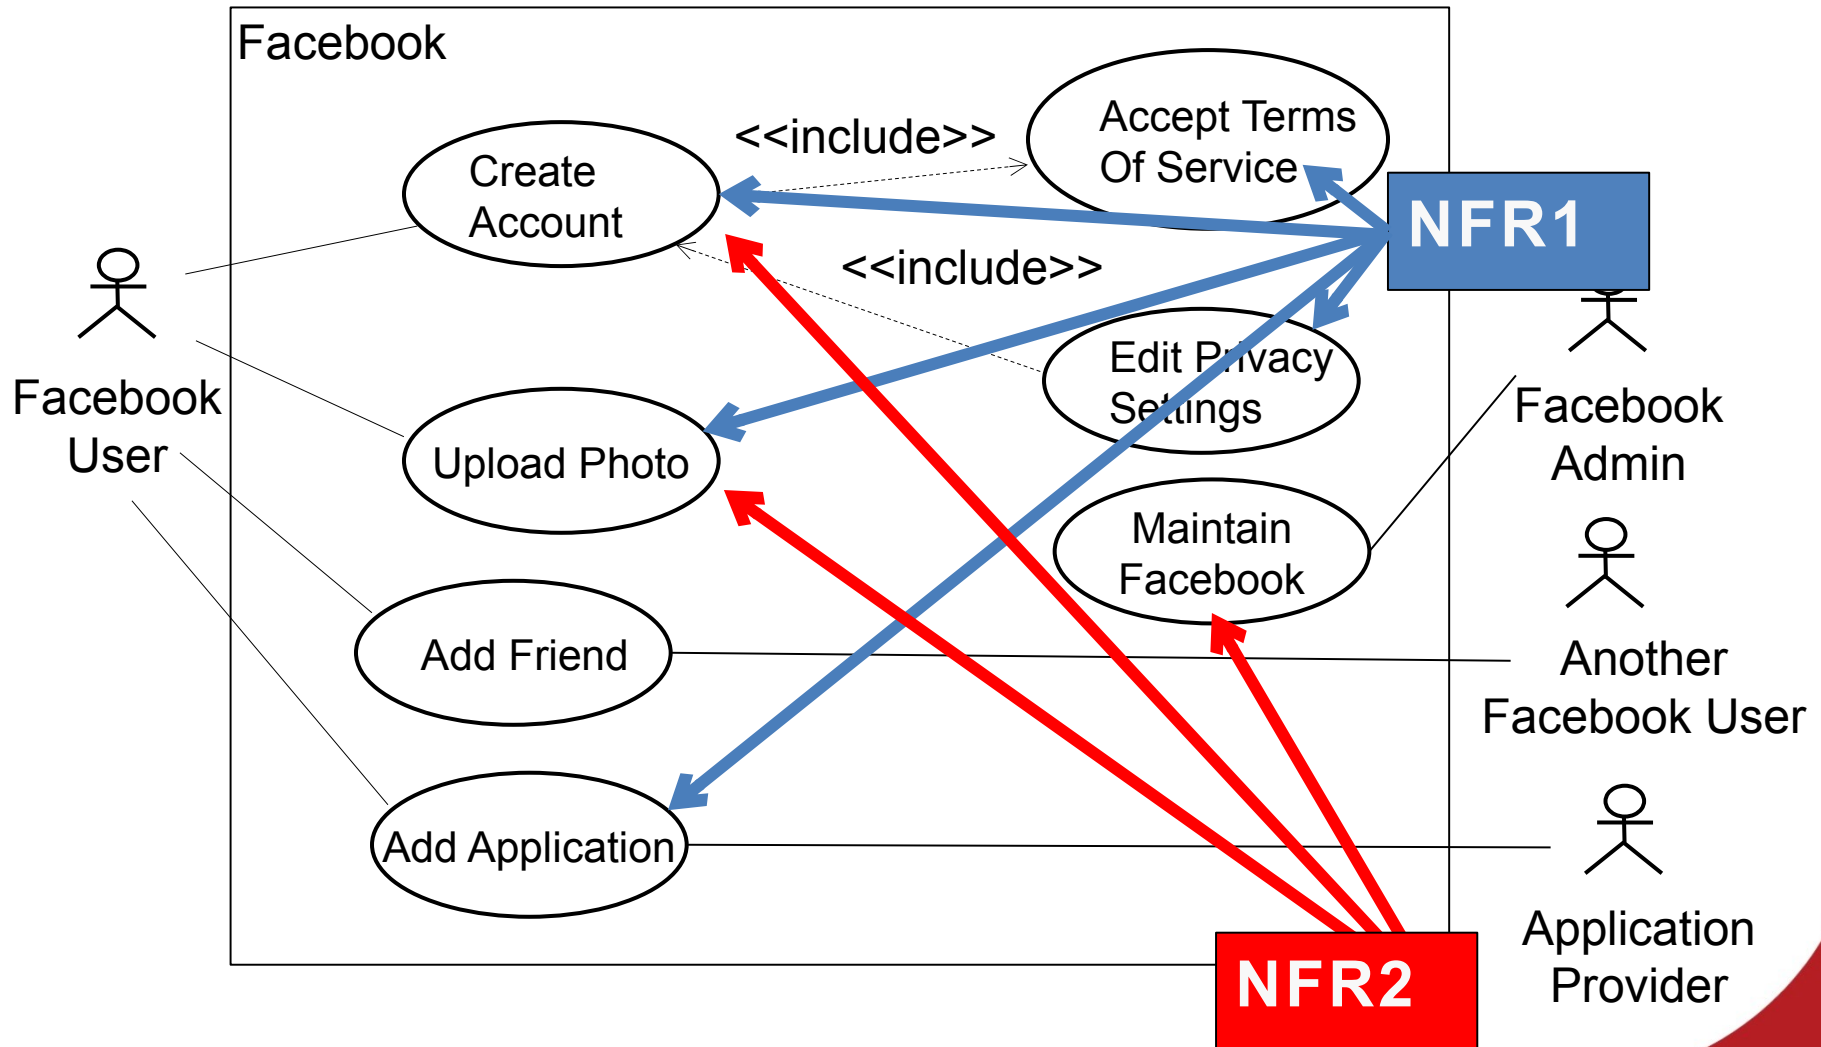 Facebook
<<include>>
Accept Terms
Of Service
Create
Account
NFR1
<<include>>
Edit Privacy
Settings
Facebook
User
Facebook
Admin
Upload Photo
Maintain
Facebook
Add Friend
Another
Facebook User
Add Application
Application
Provider
NFR2